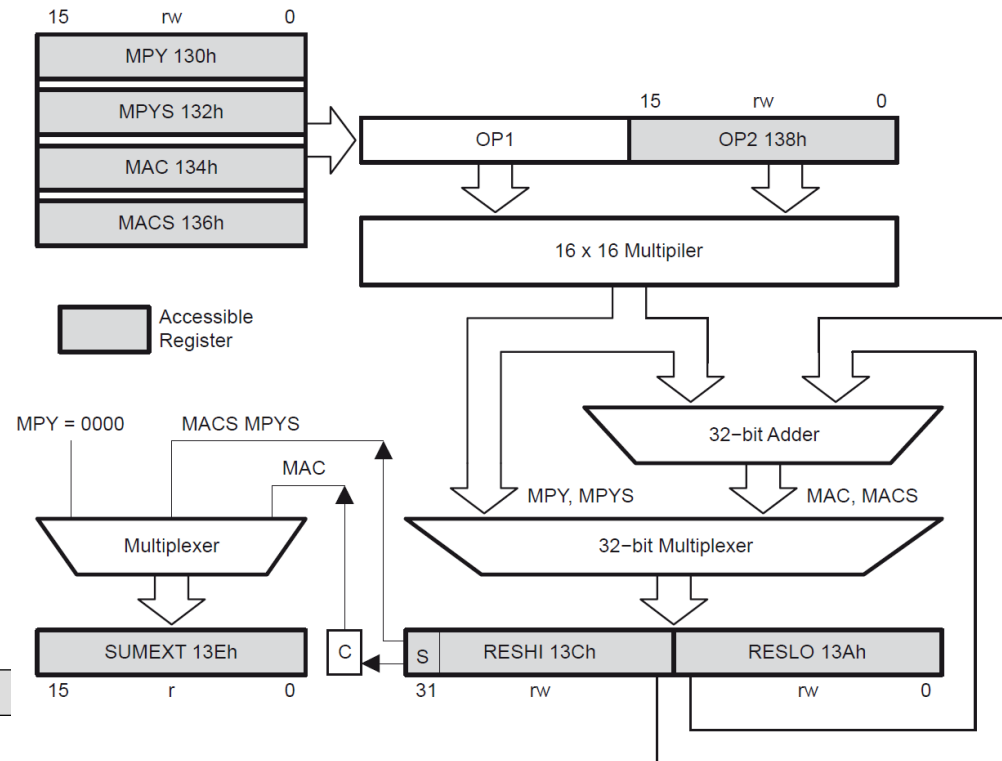 15 rw 0
MPY 130h
MPYS 132h
MAC 134h
MACS 136h
15 rw 0
OP1 OP2 138h
16 x 16 Multipiler
Accessible
Register
32−bit Adder
MPY = 0000 MACS MPYS
MAC
MPY, MPYS MAC, MACS
Multiplexer
32−bit Multiplexer
SUMEXT 13Eh C S RESHI 13Ch RESLO 13Ah
15 r 0 31 rw rw 0